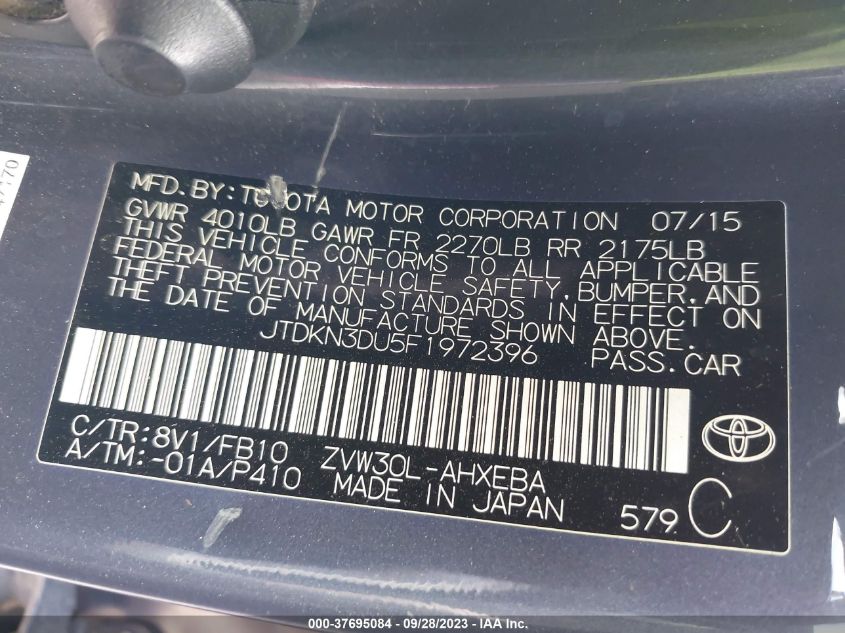 MFD.BY:TOYOTA MOTOR CORPORATION 07/15
GVWR 4010LB GAWR FR 2270LB RR 2175LB
THIS VEHICLE CONFORMS TO ALL APPLICABLE
FEDERAL MOTOR VEHICLE SAFETY,BUMPER,AND
THEFT PREVENTION STANDARDS IN EFFECT ON
THE DATE OF MANUFACTURE SHOWN ABOVE.
JTDKN3DU5F1972396 PASS.CAR
C/TR:8V1/FB10 ZVW30L-AHXEBA
A/TM:-01A/P410 MADE IN JAPAN
579 C
000-37695084 / 09/28/2023 - IAAI.COM